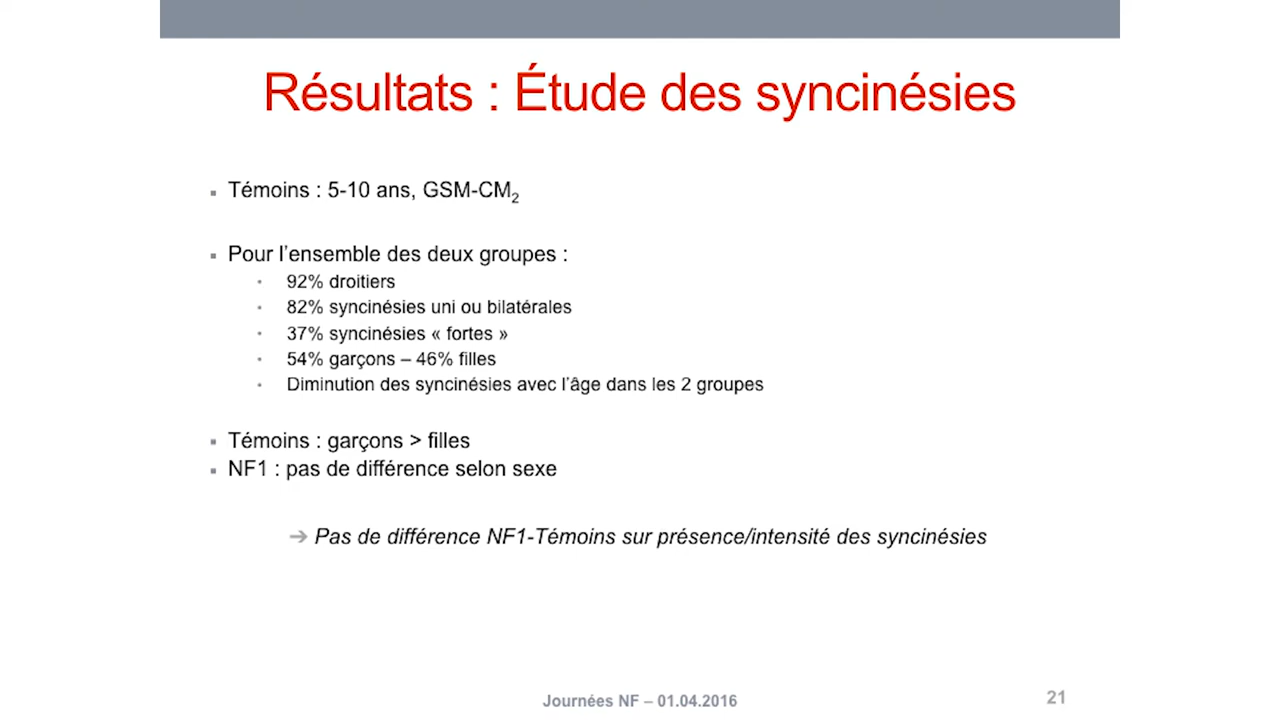 Résultats : Étude des syncinésies
▪ Témoins : 5-10 ans, GSM-CM₂
▪ Pour l’ensemble des deux groupes :
• 92% droitiers
• 82% syncinésies uni ou bilatérales
• 37% syncinésies « fortes »
• 54% garçons – 46% filles
• Diminution des syncinésies avec l’âge dans les 2 groupes
▪ Témoins : garçons > filles
▪ NF1 : pas de différence selon sexe
➔ Pas de différence NF1-Témoins sur présence/intensité des syncinésies
Journées NF – 01.04.2016
21